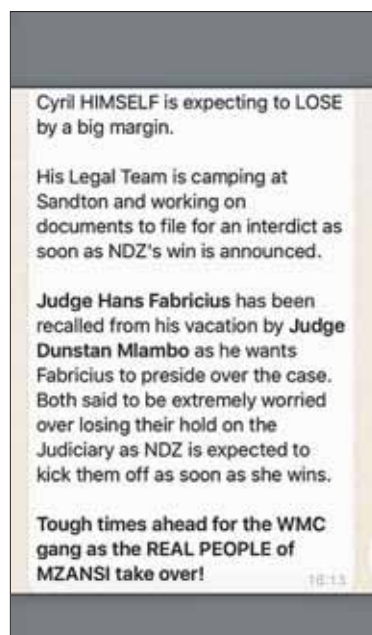 Cyril HIMSELF is expecting to LOSE
by a big margin.
His Legal Team is camping at
Sandton and working on
documents to file for an interdict as
soon as NDZ's win is announced.
Judge Hans Fabricius has been
recalled from his vacation by Judge
Dunstan Mlambo as he wants
Fabricius to preside over the case.
Both said to be extremely worried
over losing their hold on the
Judiciary as NDZ is expected to
kick them off as soon as she wins.
Tough times ahead for the WMC
gang as the REAL PEOPLE of
MZANSI take over!
16:13